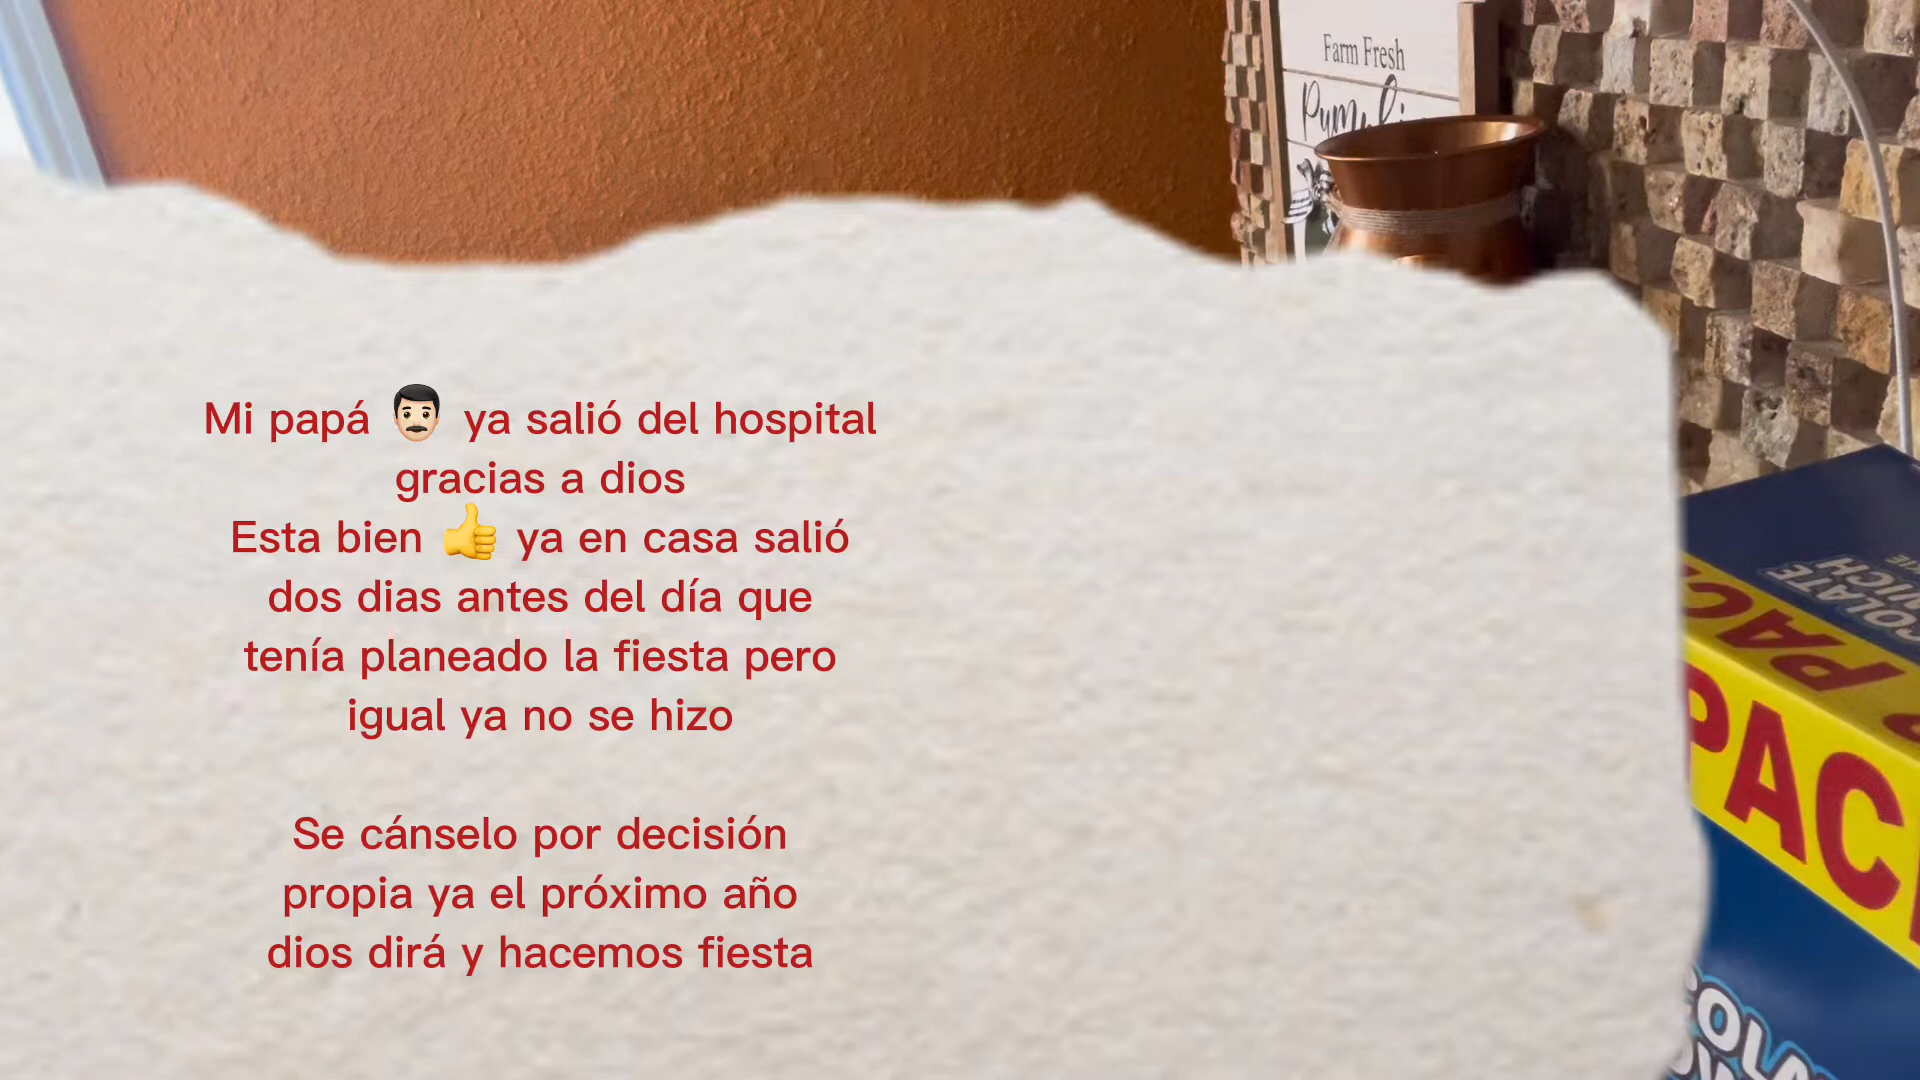 Farm Fresh
Mi papá 👨🏻 ya salió del hospital
gracias a dios
Esta bien 👍 ya en casa salió
dos dias antes del día que
tenía planeado la fiesta pero
igual ya no se hizo
Se cánselo por decisión
propia ya el próximo año
dios dirá y hacemos fiesta